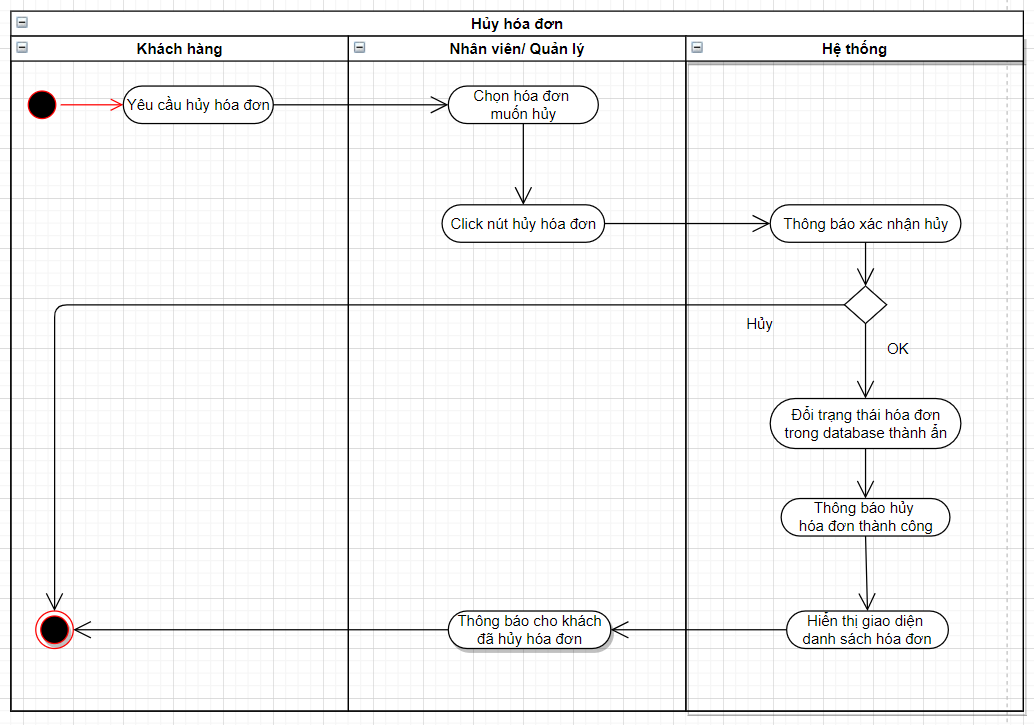 Hủy hóa đơn
Khách hàng
Nhân viên/ Quản lý
Hệ thống
Yêu cầu hủy hóa đơn
Chọn hóa đơn
muốn hủy
Click nút hủy hóa đơn
Thông báo xác nhận hủy
Hủy
OK
Đổi trạng thái hóa đơn
trong database thành ẩn
Thông báo hủy
hóa đơn thành công
Hiển thị giao diện
danh sách hóa đơn
Thông báo cho khách
đã hủy hóa đơn